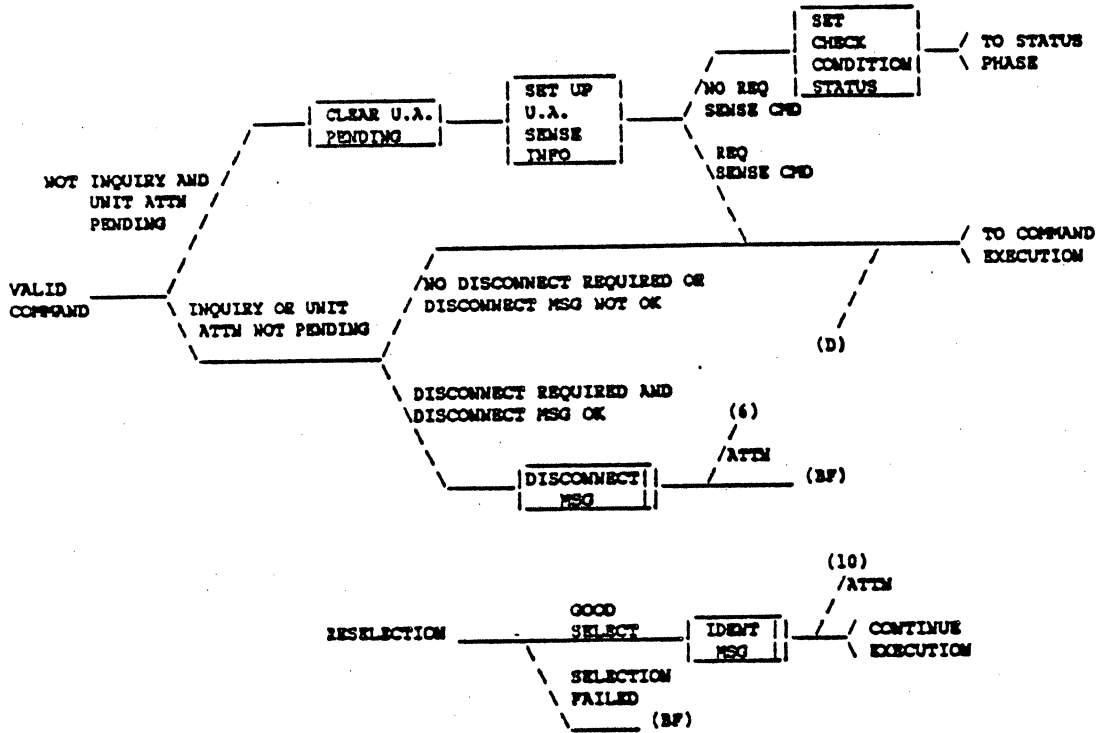 SET
CHECK
CONDITION
STATUS
TO STATUS
PHASE
NO REQ
SENSE CMD
CLEAR U.A.
PENDING
SET UP
U.A.
SENSE
INFO
REQ
SENSE CMD
NOT INQUIRY AND
UNIT ATTN
PENDING
TO COMMAND
EXECUTION
VALID
COMMAND
NO DISCONNECT REQUIRED OR
DISCONNECT MSG NOT OK
INQUIRY OR UNIT
ATTN NOT PENDING
(D)
DISCONNECT REQUIRED AND
DISCONNECT MSG OK
(6)
ATTN
DISCONNECT
MSG
(BF)
(10)
ATTN
RESELECTION
GOOD
SELECT
IDENT
MSG
CONTINUE
EXECUTION
SELECTION
FAILED
(BF)